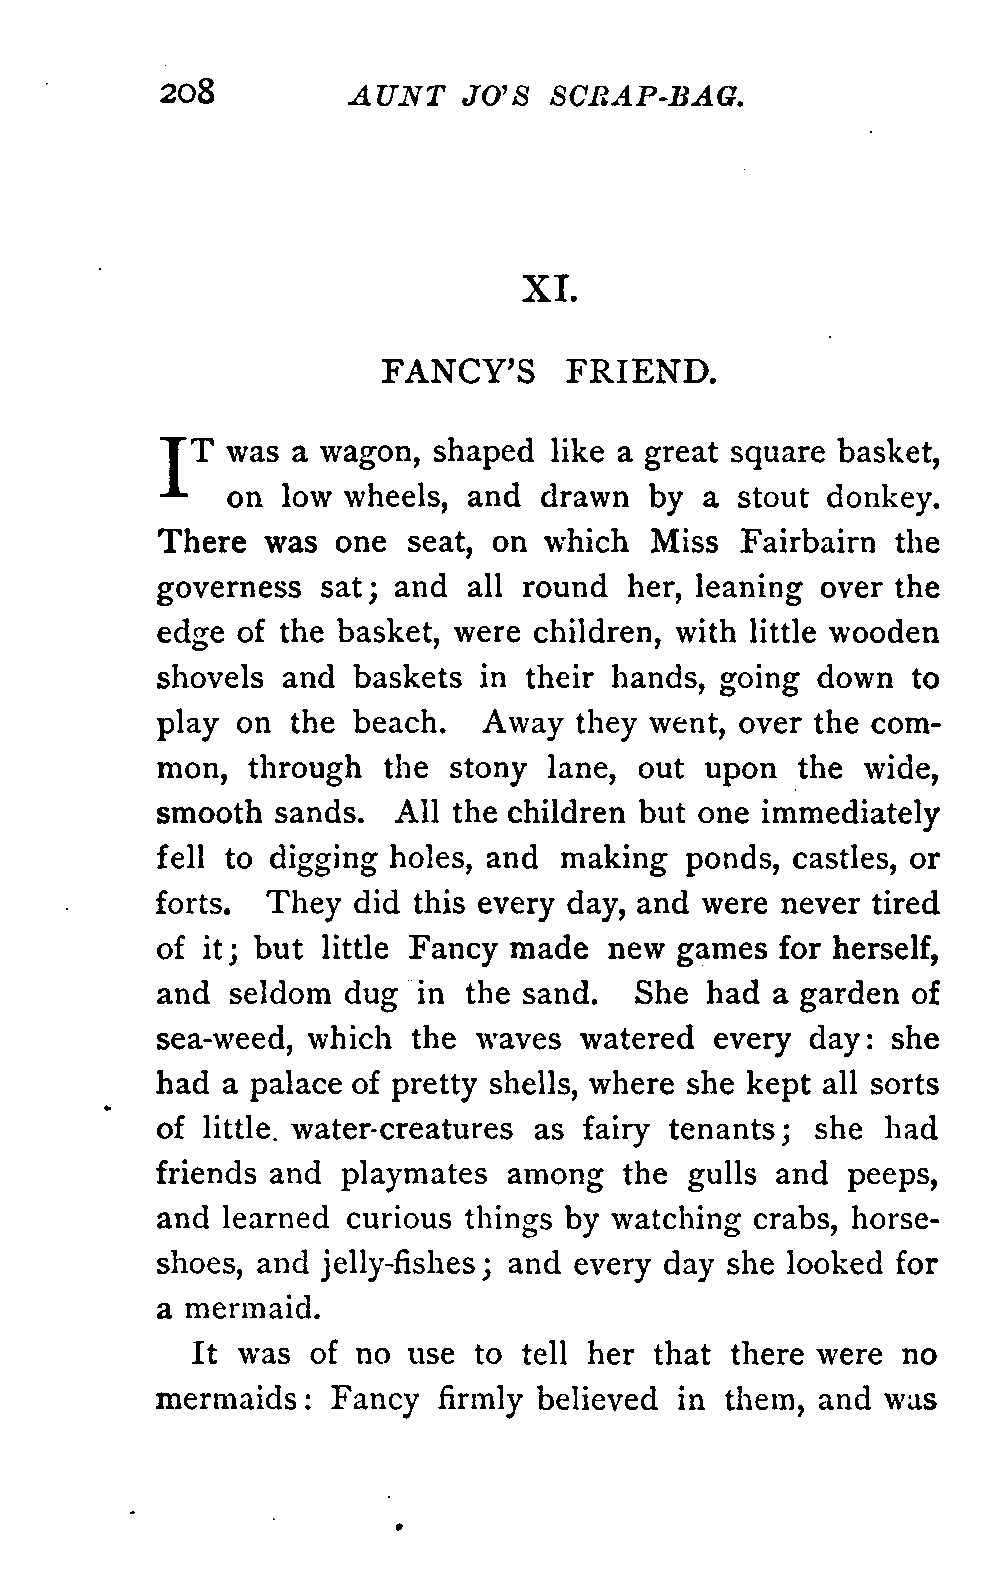 208 AUNT JO'S SCRAP-BAG.
XI.
FANCY'S FRIEND.
IT was a wagon, shaped like a great square basket,
on low wheels, and drawn by a stout donkey.
There was one seat, on which Miss Fairbairn the
governess sat; and all round her, leaning over the
edge of the basket, were children, with little wooden
shovels and baskets in their hands, going down to
play on the beach. Away they went, over the com-
mon, through the stony lane, out upon the wide,
smooth sands. All the children but one immediately
fell to digging holes, and making ponds, castles, or
forts. They did this every day, and were never tired
of it; but little Fancy made new games for herself,
and seldom dug in the sand. She had a garden of
sea-weed, which the waves watered every day: she
had a palace of pretty shells, where she kept all sorts
of little water-creatures as fairy tenants; she had
friends and playmates among the gulls and peeps,
and learned curious things by watching crabs, horse-
shoes, and jelly-fishes; and every day she looked for
a mermaid.
It was of no use to tell her that there were no
mermaids: Fancy firmly believed in them, and was